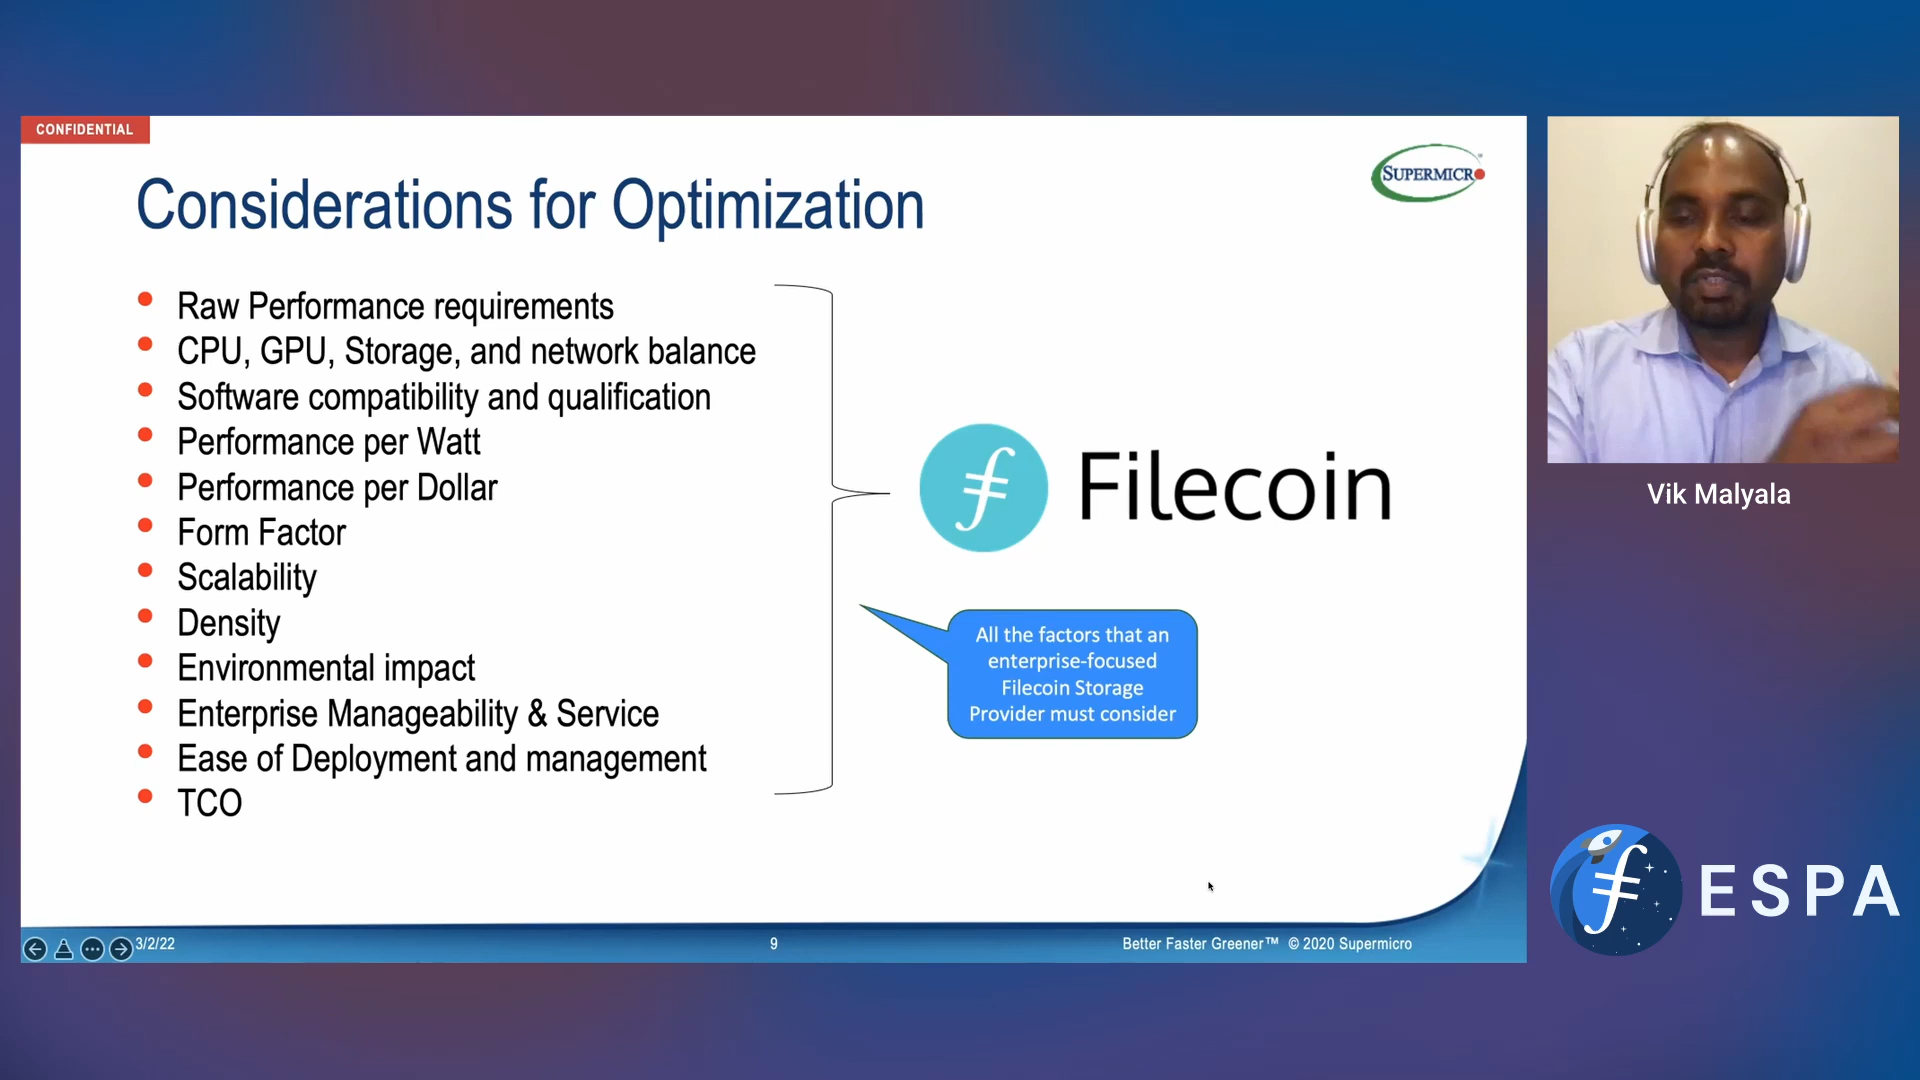 CONFIDENTIAL
SUPERMICRO
Considerations for Optimization
Raw Performance requirements
CPU, GPU, Storage, and network balance
Software compatibility and qualification
Performance per Watt
Performance per Dollar
Form Factor
Scalability
Density
Environmental impact
Enterprise Manageability & Service
Ease of Deployment and management
TCO
Filecoin
All the factors that an
enterprise-focused
Filecoin Storage
Provider must consider
3/2/22
9
Better Faster Greener™ © 2020 Supermicro
Vik Malyala
ESPA